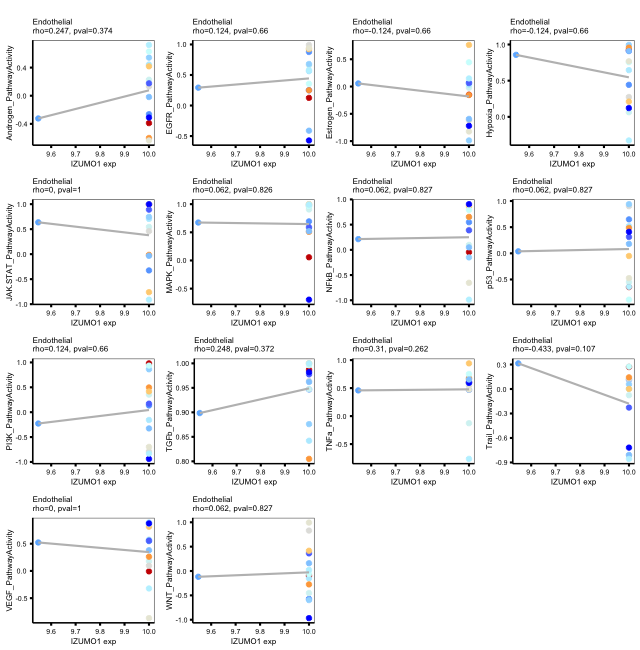 Endothelial
rho=0.247, pval=0.374
Androgen_PathwayActivity
0.4
0.0
-0.4
9.6 9.7 9.8 9.9 10.0
IZUMO1 exp
Endothelial
rho=0.124, pval=0.66
EGFR_PathwayActivity
1.0
0.5
0.0
-0.5
9.6 9.7 9.8 9.9 10.0
IZUMO1 exp
Endothelial
rho=-0.124, pval=0.66
Estrogen_PathwayActivity
1.0
0.5
0.0
-0.5
-1.0
9.6 9.7 9.8 9.9 10.0
IZUMO1 exp
Endothelial
rho=-0.124, pval=0.66
Hypoxia_PathwayActivity
1.0
0.5
0.0
9.6 9.7 9.8 9.9 10.0
IZUMO1 exp
Endothelial
rho=0, pval=1
JAK.STAT_PathwayActivity
1.0
0.5
0.0
-0.5
-1.0
9.6 9.7 9.8 9.9 10.0
IZUMO1 exp
Endothelial
rho=0.062, pval=0.826
MAPK_PathwayActivity
1.0
0.5
0.0
-0.5
9.6 9.7 9.8 9.9 10.0
IZUMO1 exp
Endothelial
rho=0.062, pval=0.827
NFkB_PathwayActivity
1.0
0.5
0.0
-0.5
-1.0
9.6 9.7 9.8 9.9 10.0
IZUMO1 exp
Endothelial
rho=0.062, pval=0.827
p53_PathwayActivity
1.0
0.5
0.0
-0.5
9.6 9.7 9.8 9.9 10.0
IZUMO1 exp
Endothelial
rho=0.124, pval=0.66
PI3K_PathwayActivity
1.0
0.5
0.0
-0.5
-1.0
9.6 9.7 9.8 9.9 10.0
IZUMO1 exp
Endothelial
rho=0.248, pval=0.372
TGFb_PathwayActivity
1.00
0.95
0.90
0.85
0.80
9.6 9.7 9.8 9.9 10.0
IZUMO1 exp
Endothelial
rho=0.31, pval=0.262
TNFa_PathwayActivity
1.0
0.5
0.0
-0.5
9.6 9.7 9.8 9.9 10.0
IZUMO1 exp
Endothelial
rho=-0.433, pval=0.107
Trail_PathwayActivity
0.3
-0.3
-0.6
-0.9
9.6 9.7 9.8 9.9 10.0
IZUMO1 exp
Endothelial
rho=0, pval=1
VEGF_PathwayActivity
0.5
0.0
-0.5
9.6 9.7 9.8 9.9 10.0
IZUMO1 exp
Endothelial
rho=0.062, pval=0.827
WNT_PathwayActivity
1.0
0.5
0.0
-0.5
-1.0
9.6 9.7 9.8 9.9 10.0
IZUMO1 exp